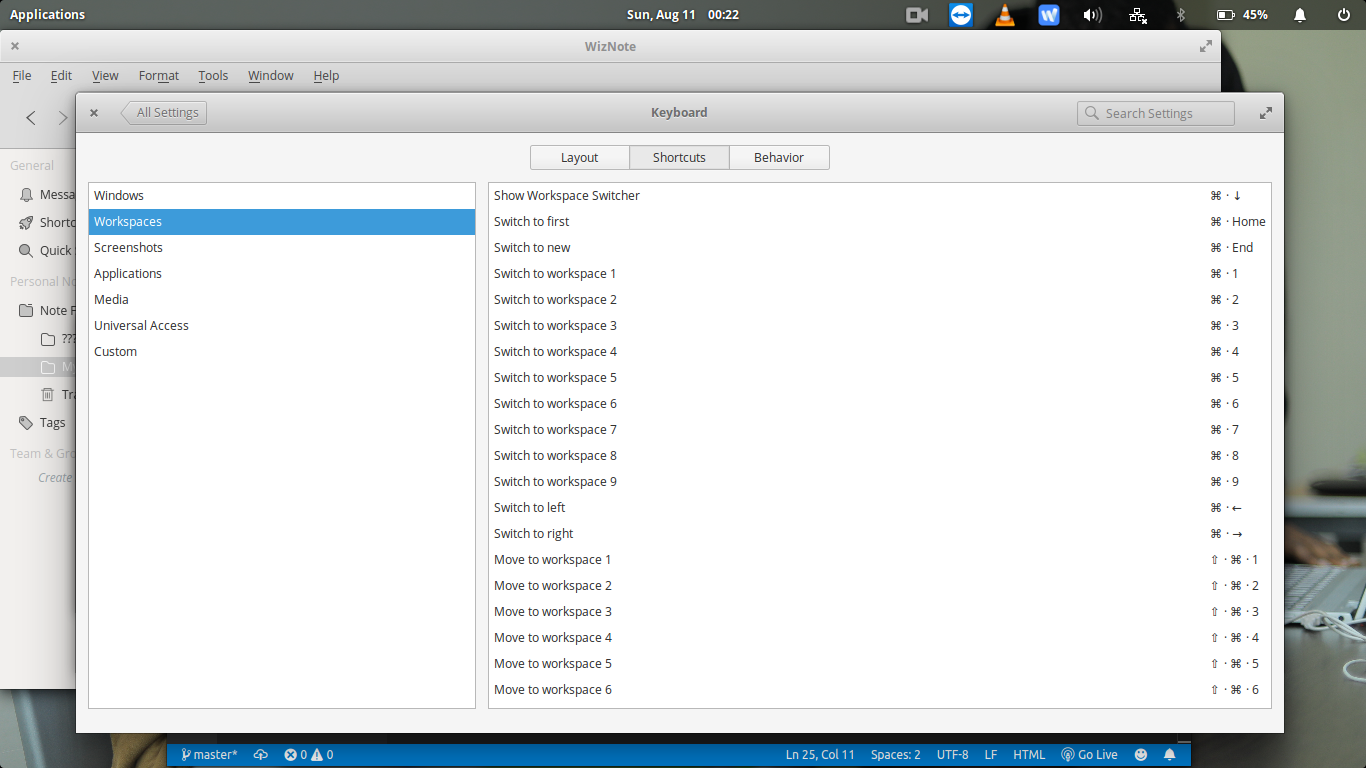 Applications
Sun, Aug 11 00:22
W
45%
WizNote
File Edit View Format Tools Window Help
All Settings
Keyboard
Search Settings
Layout Shortcuts Behavior
General
Messa
Shortc
Quick
Personal No
Note F
???
M
Tra
Tags
Team & Gro
Create
Windows
Workspaces
Screenshots
Applications
Media
Universal Access
Custom
Show Workspace Switcher ⌘ · ↓
Switch to first ⌘ · Home
Switch to new ⌘ · End
Switch to workspace 1 ⌘ · 1
Switch to workspace 2 ⌘ · 2
Switch to workspace 3 ⌘ · 3
Switch to workspace 4 ⌘ · 4
Switch to workspace 5 ⌘ · 5
Switch to workspace 6 ⌘ · 6
Switch to workspace 7 ⌘ · 7
Switch to workspace 8 ⌘ · 8
Switch to workspace 9 ⌘ · 9
Switch to left ⌘ · ←
Switch to right ⌘ · →
Move to workspace 1 ⇧ · ⌘ · 1
Move to workspace 2 ⇧ · ⌘ · 2
Move to workspace 3 ⇧ · ⌘ · 3
Move to workspace 4 ⇧ · ⌘ · 4
Move to workspace 5 ⇧ · ⌘ · 5
Move to workspace 6 ⇧ · ⌘ · 6
master* 0 0 Ln 25, Col 11 Spaces: 2 UTF-8 LF HTML Go Live